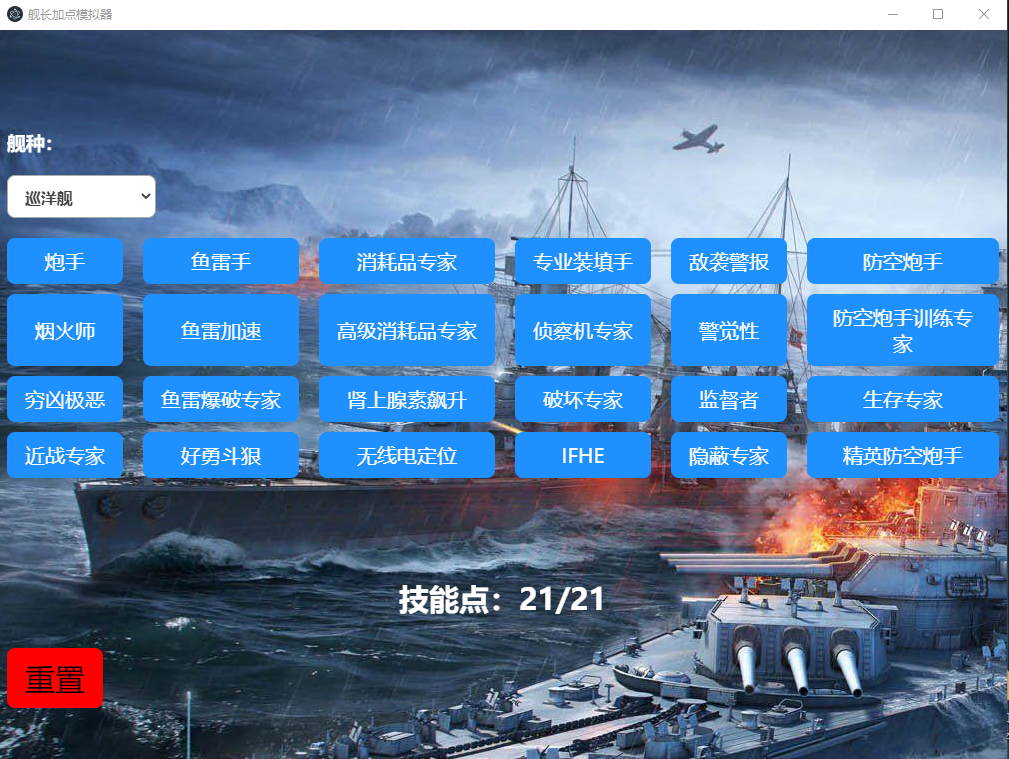 舰长加点模拟器
舰种:
巡洋舰
炮手 鱼雷手 消耗品专家 专业装填手 敌袭警报 防空炮手
烟火师 鱼雷加速 高级消耗品专家 侦察机专家 警觉性 防空炮手训练专
家
穷凶极恶 鱼雷爆破专家 肾上腺素飙升 破坏专家 监督者 生存专家
近战专家 好勇斗狠 无线电定位 IFHE 隐蔽专家 精英防空炮手
技能点：21/21
重置